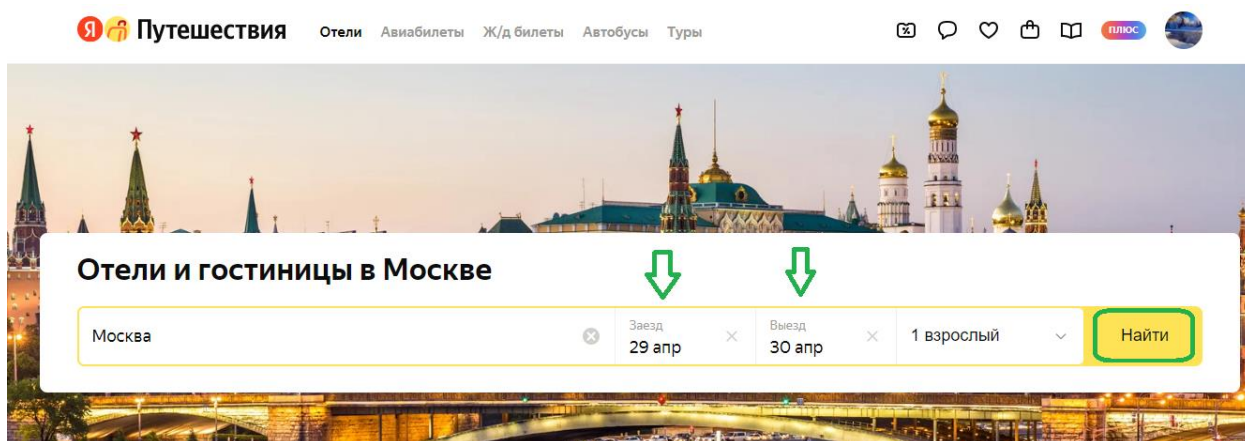 Я Путешествия Отели Авиабилеты Ж/д билеты Автобусы Туры плюс
Отели и гостиницы в Москве
Заезд Выезд
Москва 29 апр 30 апр 1 взрослый Найти